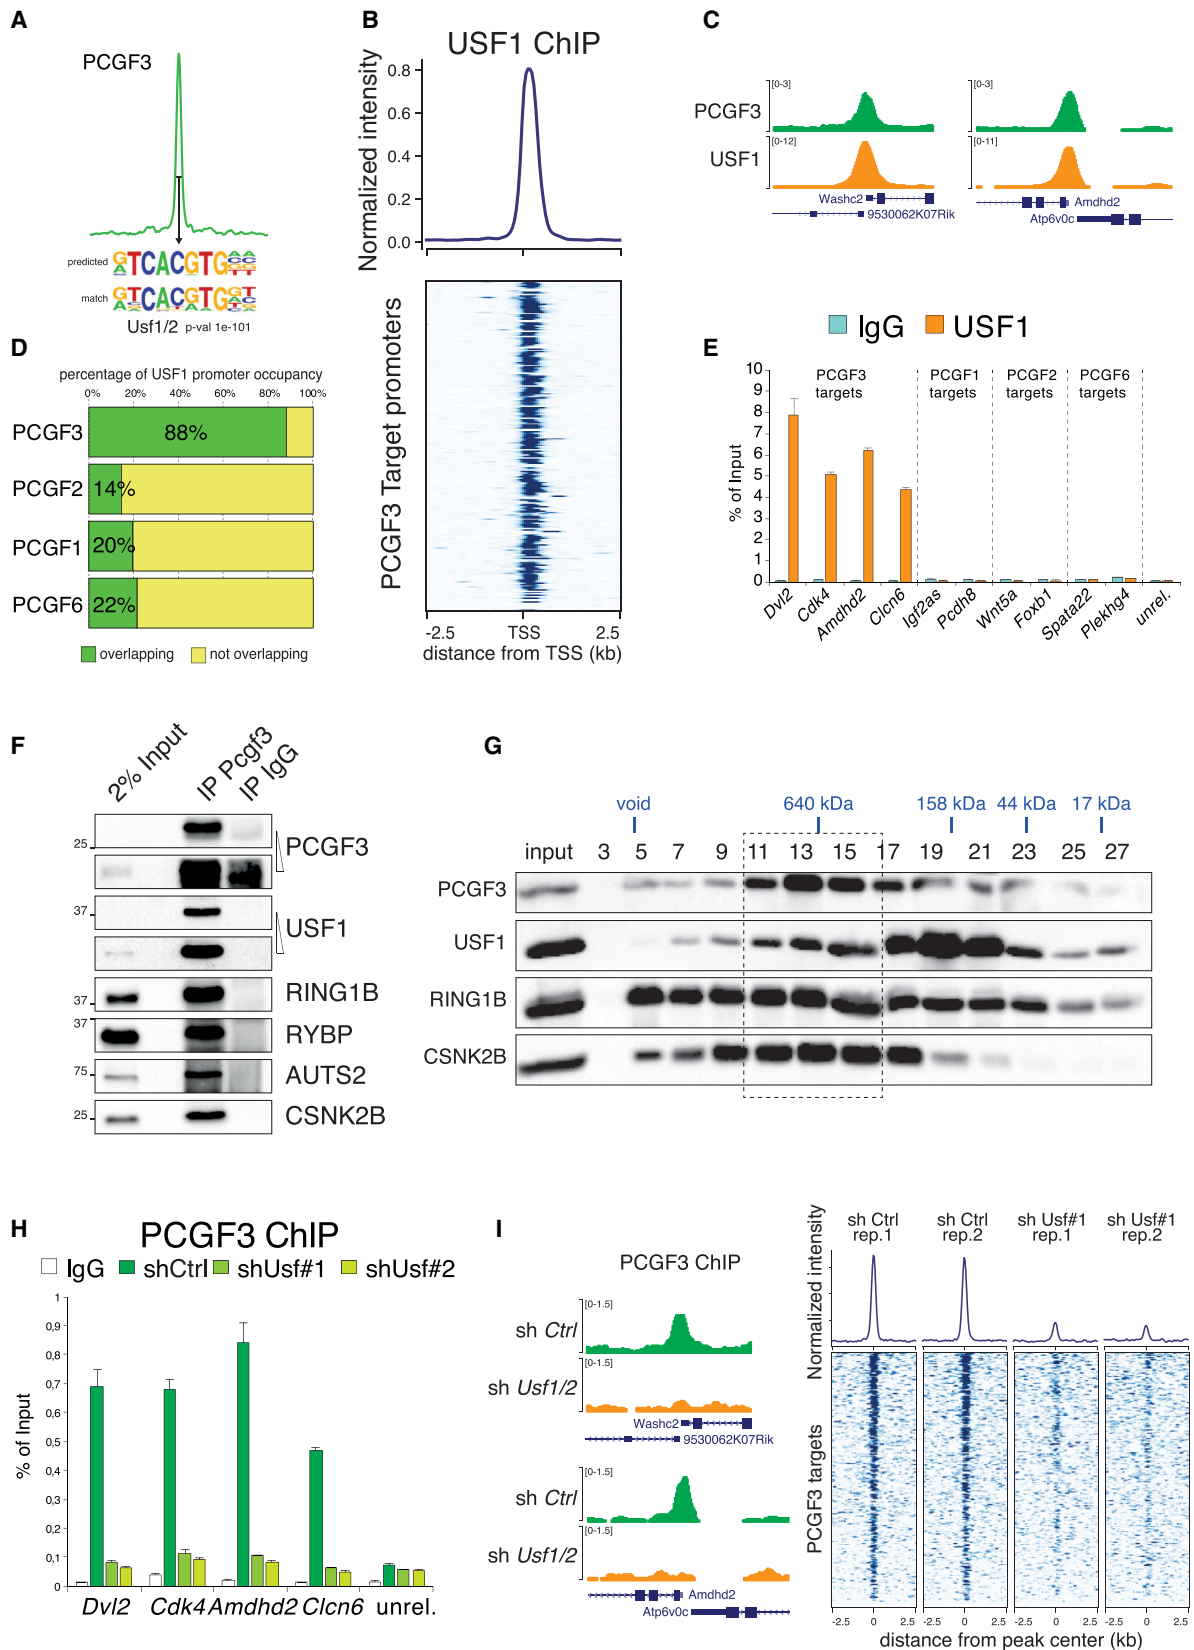 A
PCGF3
predicted
GTCACGTG
match
GTCACGTG
Usf1/2 p-val 1e-101
B
USF1 ChIP
Normalized intensity
0.8
0.6
0.4
0.2
0.0
PCGF3 Target promoters
-2.5 TSS 2.5
distance from TSS (kb)
C
PCGF3
USF1
[0-3]
[0-12]
Washc2
9530062K07Rik
[0-3]
[0-11]
Amdhd2
Atp6v0c
D
percentage of USF1 promoter occupancy
0% 20% 40% 60% 80% 100%
PCGF3 88%
PCGF2 14%
PCGF1 20%
PCGF6 22%
overlapping not overlapping
E
IgG USF1
PCGF3 targets
PCGF1 targets
PCGF2 targets
PCGF6 targets
% of Input
10
9
8
7
6
5
4
3
2
1
0
Dvl2 Cdk4 Amdhd2 Clcn6 Igf2as Pcdh8 Wnt5a Foxb1 Spata22 Plekhg4 unrel.
F
2% Input IP Pcgf3 IP IgG
25 PCGF3
37 USF1
37 RING1B
37 RYBP
75 AUTS2
25 CSNK2B
G
void 640 kDa 158 kDa 44 kDa 17 kDa
input 3 5 7 9 11 13 15 17 19 21 23 25 27
PCGF3
USF1
RING1B
CSNK2B
H
PCGF3 ChIP
IgG shCtrl shUsf#1 shUsf#2
% of Input
1
0,9
0,8
0,7
0,6
0,5
0,4
0,3
0,2
0,1
0
Dvl2 Cdk4 Amdhd2 Clcn6 unrel.
I
PCGF3 ChIP
sh Ctrl
[0-1.5]
sh Usf1/2
[0-1.5]
Washc2
9530062K07Rik
sh Ctrl
[0-1.5]
sh Usf1/2
[0-1.5]
Amdhd2
Atp6v0c
Normalized intensity
sh Ctrl rep.1
sh Ctrl rep.2
sh Usf#1 rep.1
sh Usf#1 rep.2
PCGF3 targets
-2.5 0 2.5 -2.5 0 2.5 -2.5 0 2.5 -2.5 0 2.5
distance from peak center (kb)